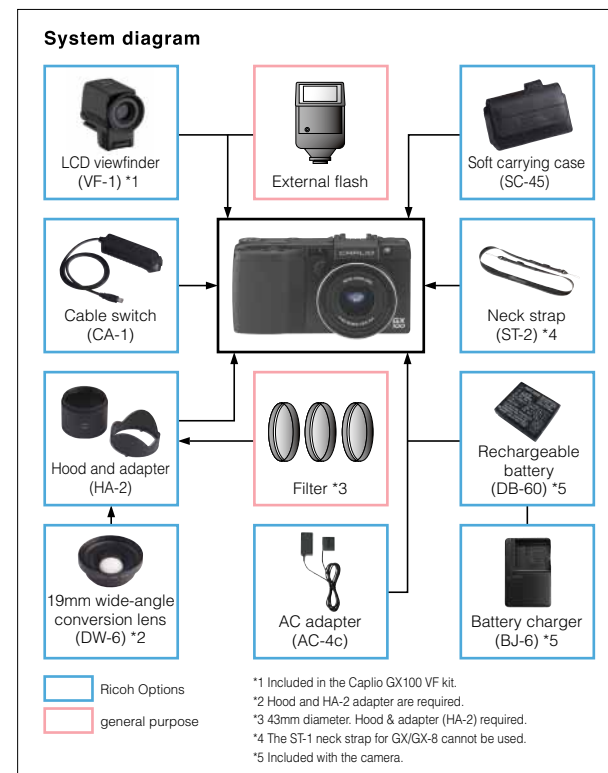 System diagram
LCD viewfinder
(VF-1) *1
External flash
Soft carrying case
(SC-45)
Cable switch
(CA-1)
CAPLIO
GX
100
Neck strap
(ST-2) *4
Hood and adapter
(HA-2)
Filter *3
Rechargeable
battery
(DB-60) *5
19mm wide-angle
conversion lens
(DW-6) *2
AC adapter
(AC-4c)
Battery charger
(BJ-6) *5
Ricoh Options
general purpose
*1 Included in the Caplio GX100 VF kit.
*2 Hood and HA-2 adapter are required.
*3 43mm diameter. Hood & adapter (HA-2) required.
*4 The ST-1 neck strap for GX/GX-8 cannot be used.
*5 Included with the camera.